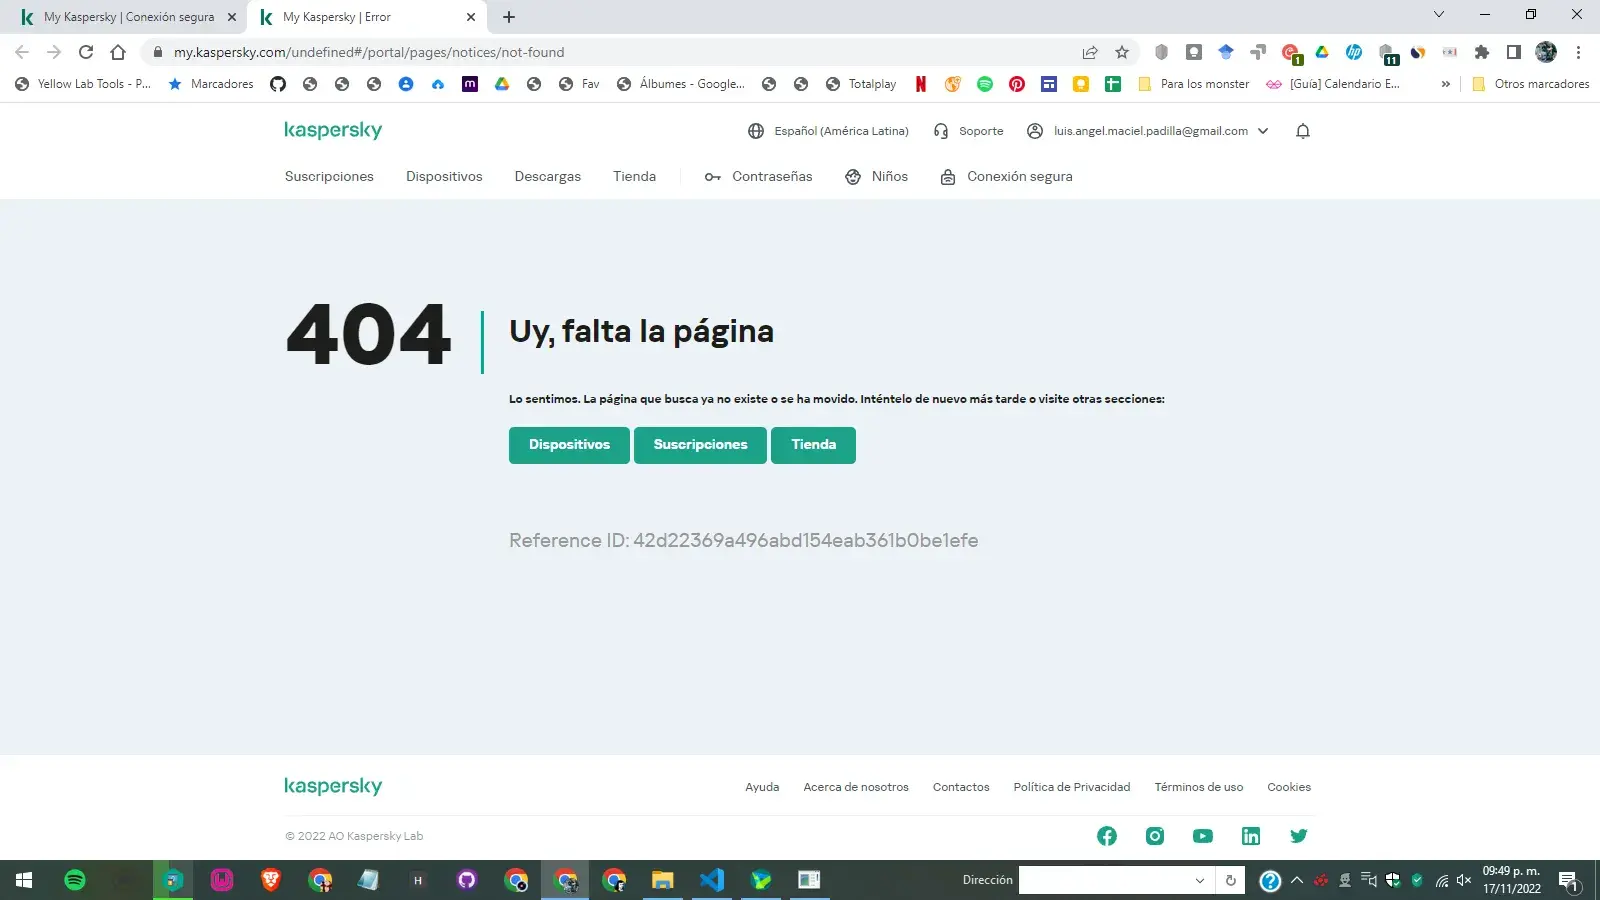 My Kaspersky | Conexión segura
My Kaspersky | Error
my.kaspersky.com/undefined#/portal/pages/notices/not-found
1
11
Yellow Lab Tools - P...
Marcadores
Fav
Álbumes - Google...
Totalplay
Para los monster
[Guía] Calendario E...
»
Otros marcadores
kaspersky
Español (América Latina)
Soporte
luis.angel.maciel.padilla@gmail.com
Suscripciones
Dispositivos
Descargas
Tienda
Contraseñas
Niños
Conexión segura
404
Uy, falta la página
Lo sentimos. La página que busca ya no existe o se ha movido. Inténtelo de nuevo más tarde o visite otras secciones:
Dispositivos
Suscripciones
Tienda
Reference ID: 42d22369a496abd154eab361b0be1efe
kaspersky
Ayuda
Acerca de nosotros
Contactos
Política de Privacidad
Términos de uso
Cookies
© 2022 AO Kaspersky Lab
H
Dirección
09:49 p. m.
17/11/2022
1